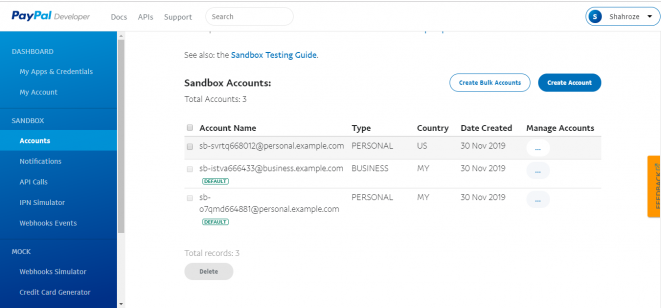 PayPal Developer Docs APIs Support Search S Shahroze
DASHBOARD
My Apps & Credentials
My Account
SANDBOX
Accounts
Notifications
API Calls
IPN Simulator
Webhooks Events
MOCK
Webhooks Simulator
Credit Card Generator
See also: the Sandbox Testing Guide.
Sandbox Accounts: Create Bulk Accounts Create Account
Total Accounts: 3
Account Name Type Country Date Created Manage Accounts
sb-svrtq668012@personal.example.com PERSONAL US 30 Nov 2019 ...
sb-istva666433@business.example.com BUSINESS MY 30 Nov 2019 ...
DEFAULT
sb- PERSONAL MY 30 Nov 2019 ...
o7qmd664881@personal.example.com
DEFAULT
Total records: 3
Delete
FEEDBACK